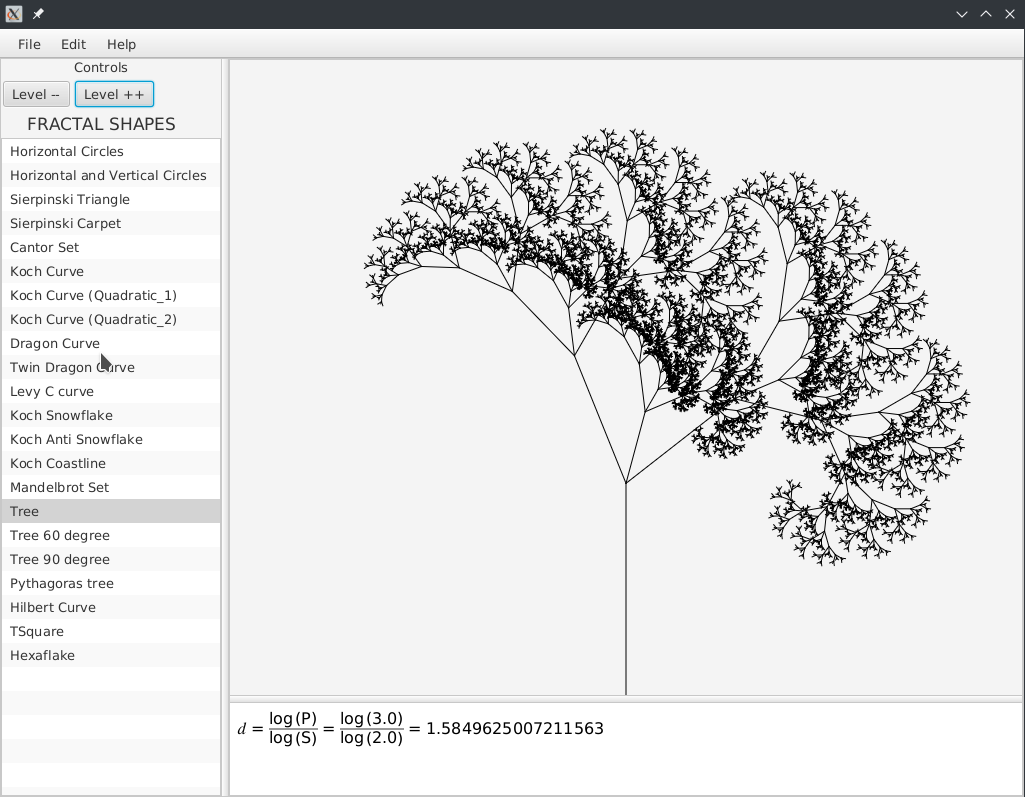 File Edit Help
Controls
Level -- Level ++
FRACTAL SHAPES
Horizontal Circles
Horizontal and Vertical Circles
Sierpinski Triangle
Sierpinski Carpet
Cantor Set
Koch Curve
Koch Curve (Quadratic_1)
Koch Curve (Quadratic_2)
Dragon Curve
Twin Dragon Curve
Levy C curve
Koch Snowflake
Koch Anti Snowflake
Koch Coastline
Mandelbrot Set
Tree
Tree 60 degree
Tree 90 degree
Pythagoras tree
Hilbert Curve
TSquare
Hexaflake
d = log(P)/log(S) = log(3.0)/log(2.0) = 1.5849625007211563